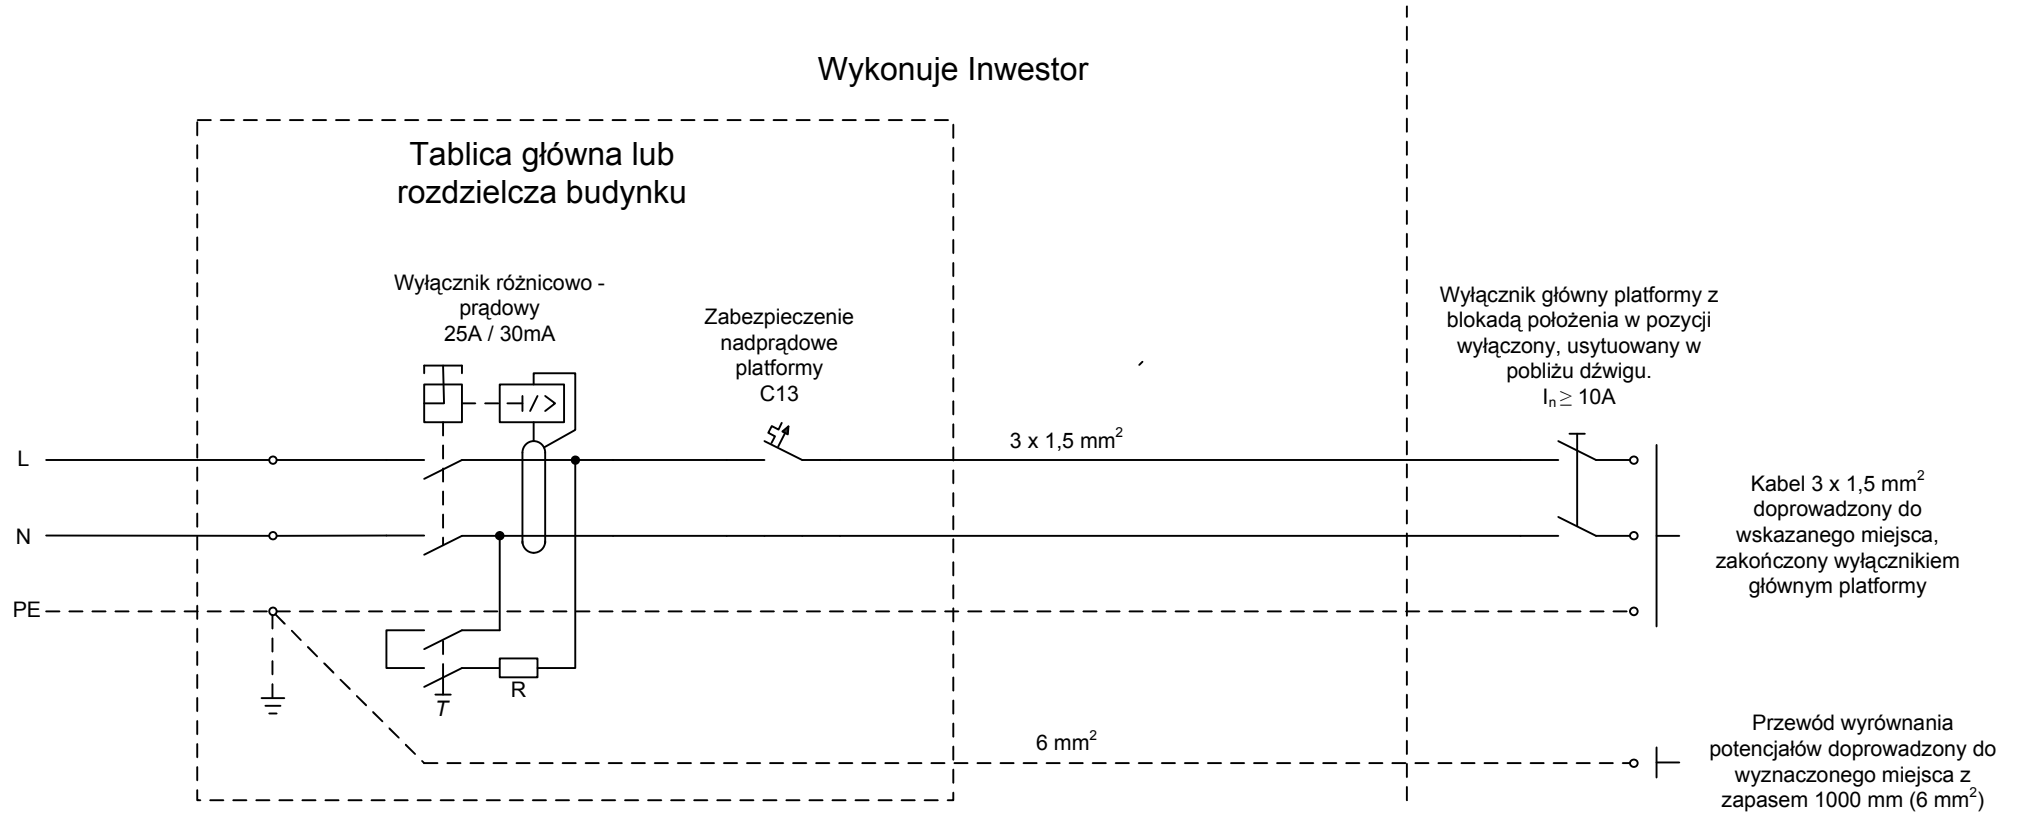 Wykonuje Inwestor
Tablica główna lub
rozdzielcza budynku
Wyłącznik różnicowo -
prądowy
25A / 30mA
Zabezpieczenie
nadprądowe
platformy
C13
Wyłącznik główny platformy z
blokadą położenia w pozycji
wyłączony, usytuowany w
pobliżu dźwigu.
Iₙ ≥ 10A
L
3 x 1,5 mm²
N
PE
Kabel 3 x 1,5 mm²
doprowadzony do
wskazanego miejsca,
zakończony wyłącznikiem
głównym platformy
R
T
6 mm²
Przewód wyrównania
potencjałów doprowadzony do
wyznaczonego miejsca z
zapasem 1000 mm (6 mm²)